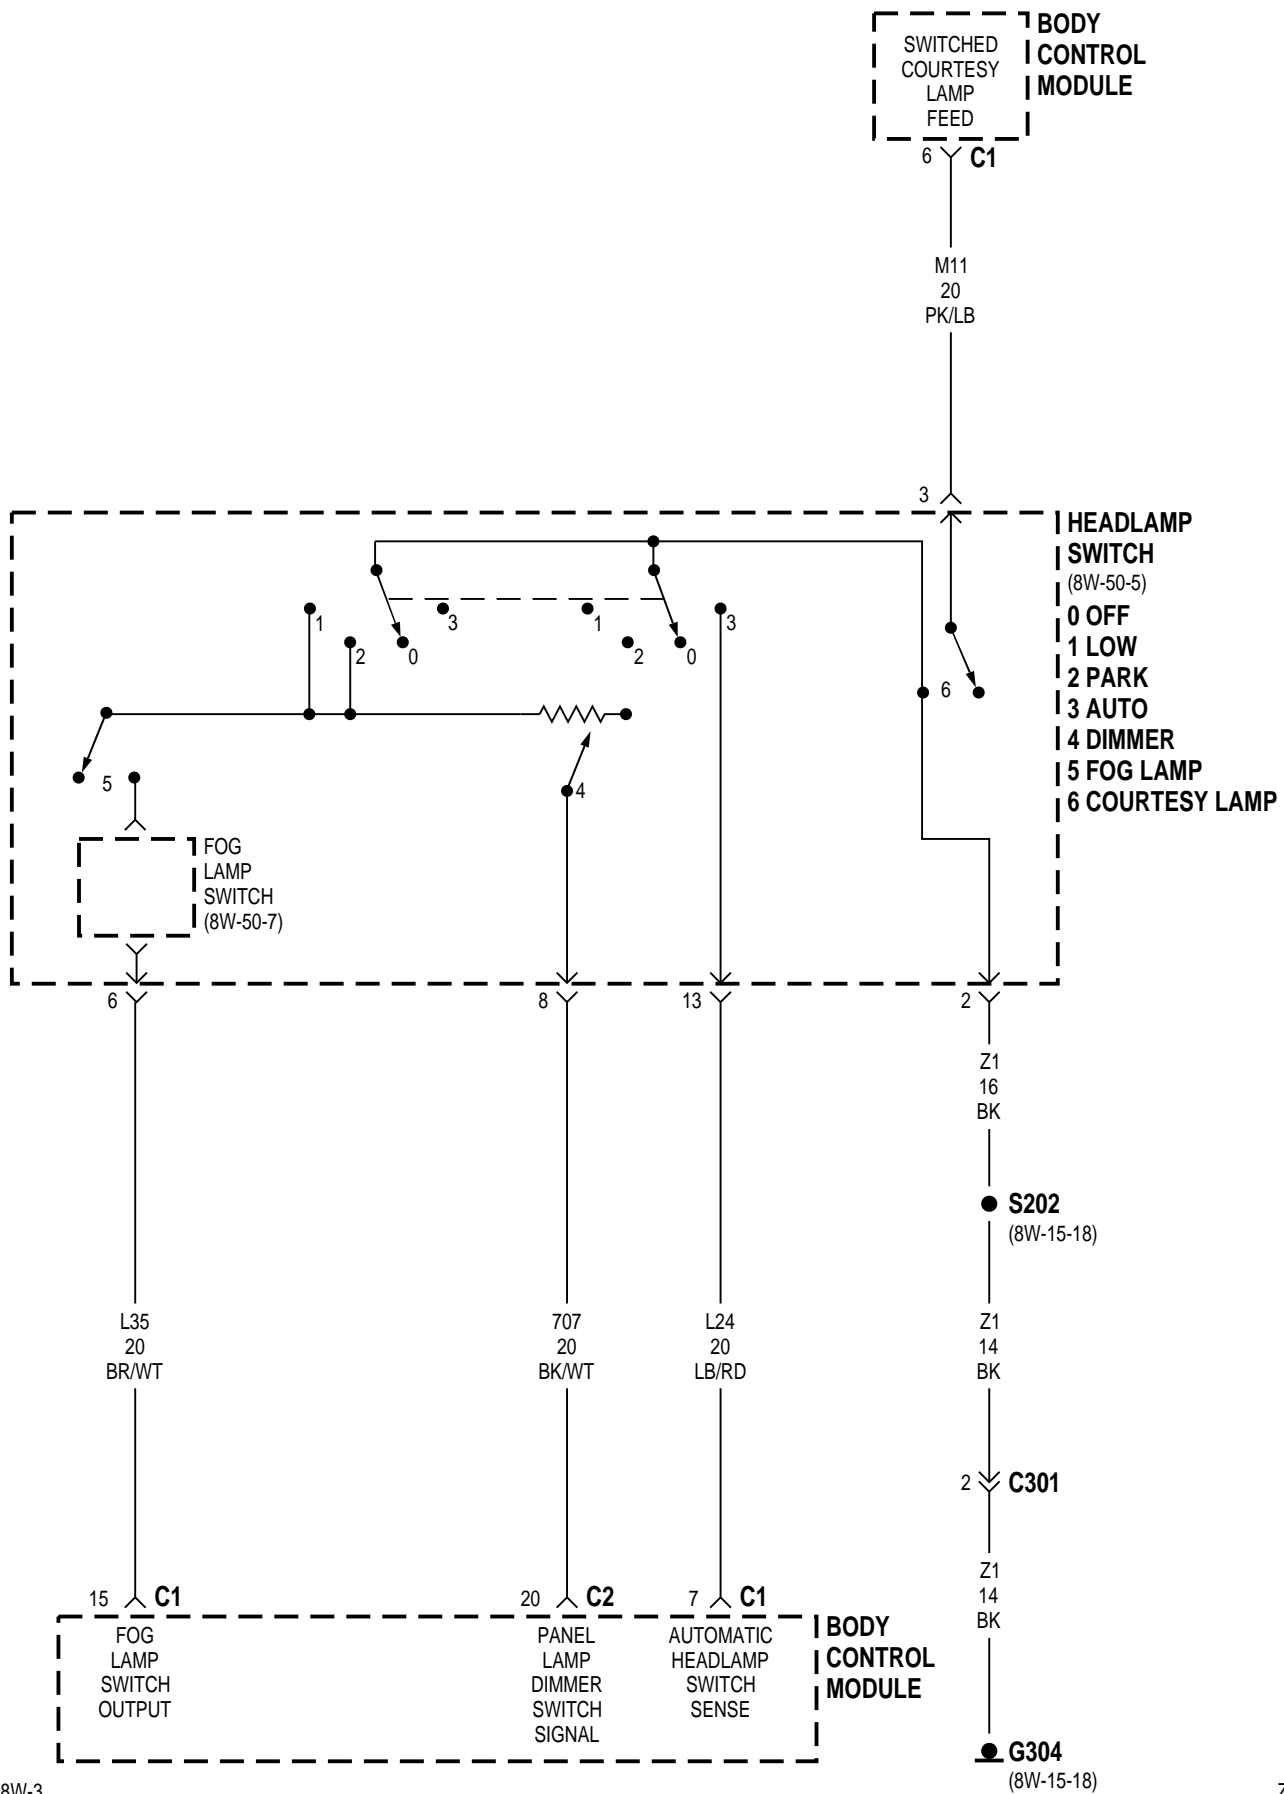 SWITCHED
COURTESY
LAMP
FEED
BODY
CONTROL
MODULE
6
C1
M11
20
PK/LB
3
HEADLAMP
SWITCH
(8W-50-5)
0 OFF
1 LOW
2 PARK
3 AUTO
4 DIMMER
5 FOG LAMP
6 COURTESY LAMP
1
2
0
3
1
2
0
3
6
4
5
FOG
LAMP
SWITCH
(8W-50-7)
6
8
13
2
Z1
16
BK
S202
(8W-15-18)
L35
20
BR/WT
707
20
BK/WT
L24
20
LB/RD
Z1
14
BK
2
C301
Z1
14
BK
15
C1
20
C2
7
C1
FOG
LAMP
SWITCH
OUTPUT
PANEL
LAMP
DIMMER
SWITCH
SIGNAL
AUTOMATIC
HEADLAMP
SWITCH
SENSE
BODY
CONTROL
MODULE
G304
(8W-15-18)
8W-3